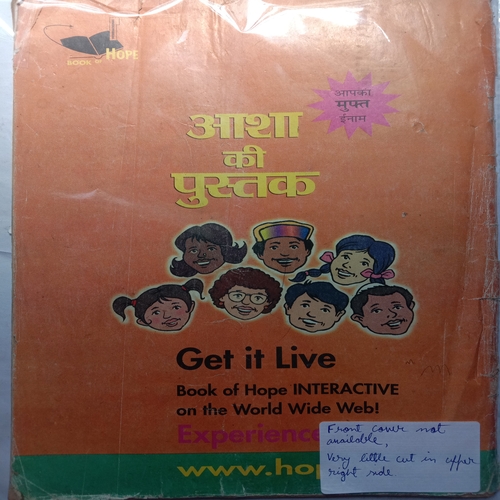 BOOK OF HOPE
आपका
मुफ्त
ईनाम
आशा
की
पुस्तक
Get it Live
Book of Hope INTERACTIVE
on the World Wide Web!
Experience
www.hop
Front cover not
available,
Very little cut in upper
right side.